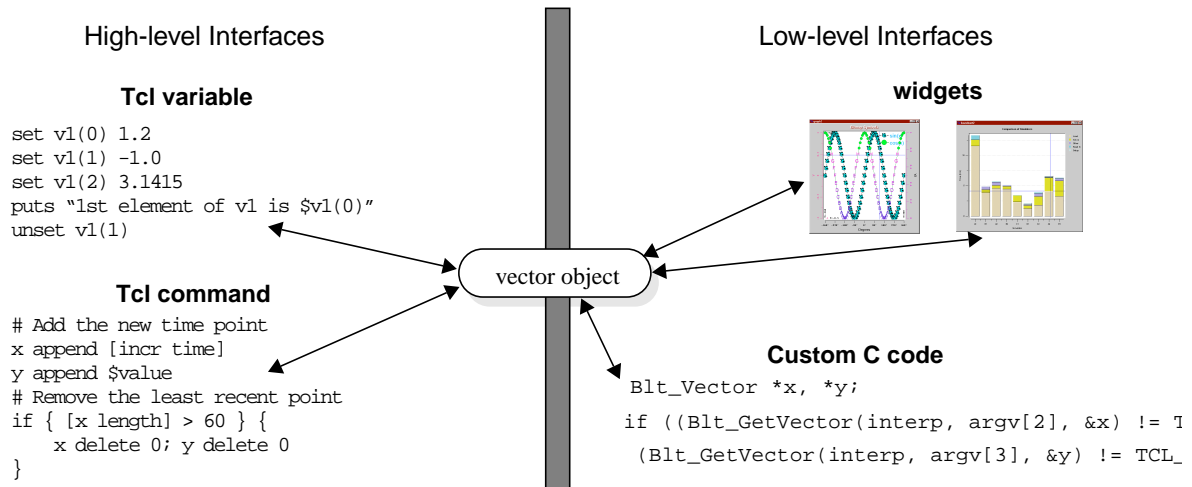 High-level Interfaces
Low-level Interfaces
Tcl variable
set v1(0) 1.2
set v1(1) -1.0
set v1(2) 3.1415
puts “1st element of v1 is $v1(0)”
unset v1(1)
widgets
vector object
Tcl command
# Add the new time point
x append [incr time]
y append $value
# Remove the least recent point
if { [x length] > 60 } {
x delete 0; y delete 0
}
Custom C code
Blt_Vector *x, *y;
if ((Blt_GetVector(interp, argv[2], &x) != T
(Blt_GetVector(interp, argv[3], &y) != TCL_